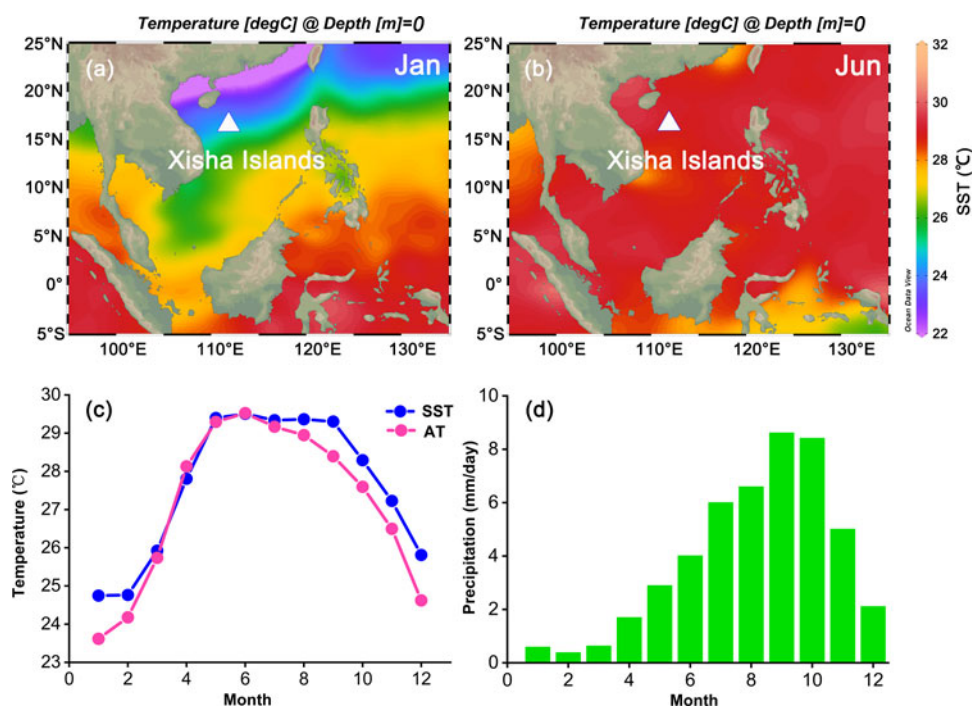 Temperature [degC] @ Depth [m]=0
25°N
20°N
15°N
10°N
5°N
0°
5°S
(a)
Jan
Xisha Islands
100°E
110°E
120°E
130°E
Temperature [degC] @ Depth [m]=0
25°N
20°N
15°N
10°N
5°N
0°
5°S
(b)
Jun
Xisha Islands
100°E
110°E
120°E
130°E
Ocean Data View
32
30
28
26
24
22
SST (℃)
(c)
SST
AT
Temperature (℃)
30
29
28
27
26
25
24
23
0
2
4
6
8
10
12
Month
(d)
Precipitation (mm/day)
10
8
6
4
2
0
0
2
4
6
8
10
12
Month